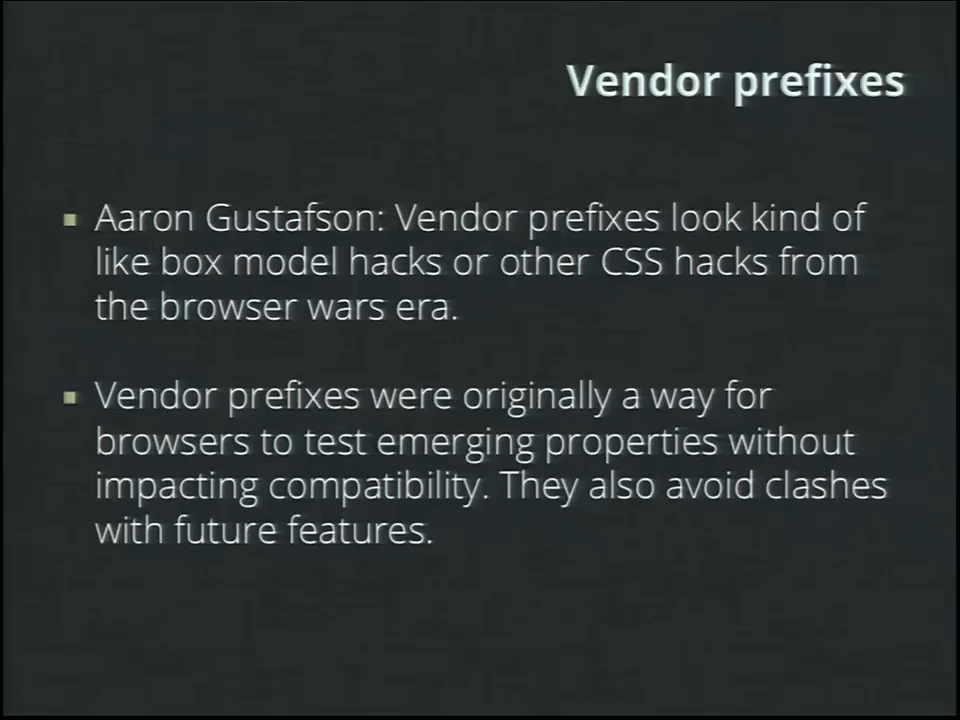 Vendor prefixes
Aaron Gustafson: Vendor prefixes look kind of
like box model hacks or other CSS hacks from
the browser wars era.
Vendor prefixes were originally a way for
browsers to test emerging properties without
impacting compatibility. They also avoid clashes
with future features.